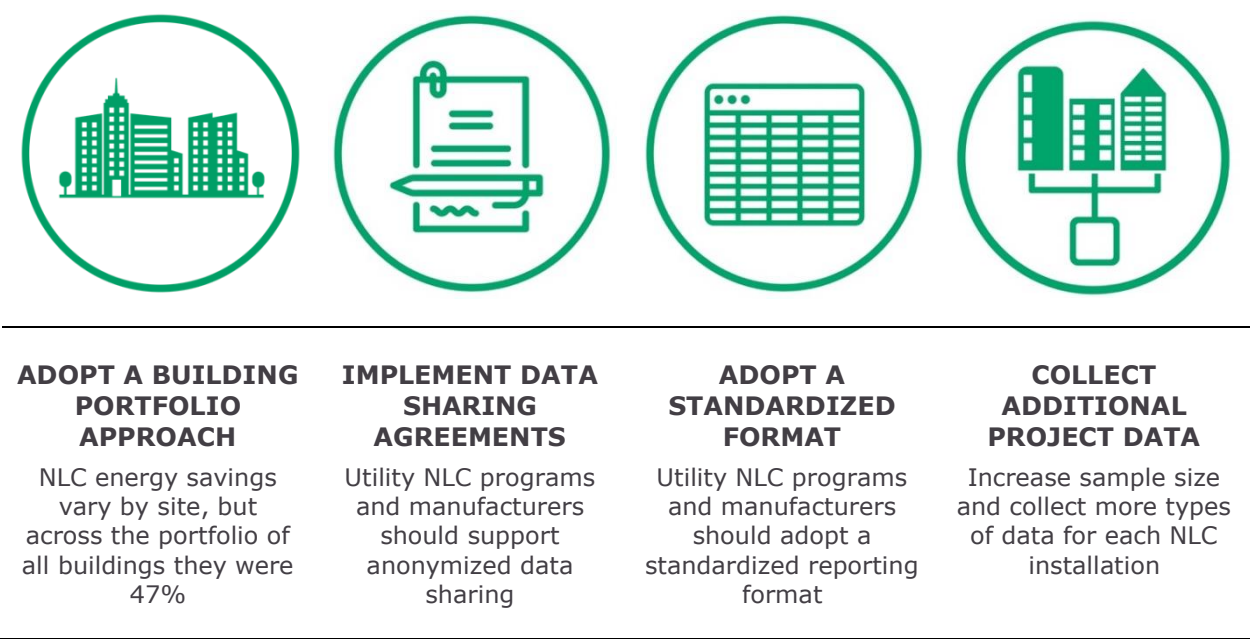 ADOPT A BUILDING
PORTFOLIO
APPROACH
NLC energy savings
vary by site, but
across the portfolio of
all buildings they were
47%
IMPLEMENT DATA
SHARING
AGREEMENTS
Utility NLC programs
and manufacturers
should support
anonymized data
sharing
ADOPT A
STANDARDIZED
FORMAT
Utility NLC programs
and manufacturers
should adopt a
standardized reporting
format
COLLECT
ADDITIONAL
PROJECT DATA
Increase sample size
and collect more types
of data for each NLC
installation